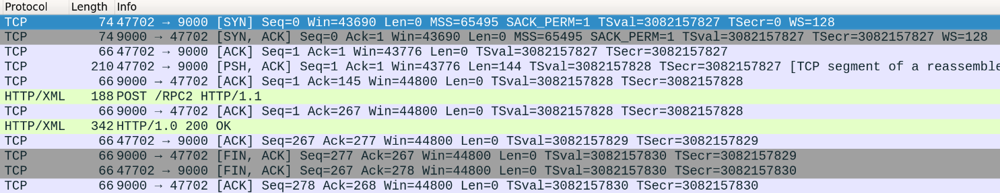 Protocol Length Info
TCP 74 47702 → 9000 [SYN] Seq=0 Win=43690 Len=0 MSS=65495 SACK_PERM=1 TSval=3082157827 TSecr=0 WS=128
TCP 74 9000 → 47702 [SYN, ACK] Seq=0 Ack=1 Win=43690 Len=0 MSS=65495 SACK_PERM=1 TSval=3082157827 TSecr=3082157827 WS=128
TCP 66 47702 → 9000 [ACK] Seq=1 Ack=1 Win=43776 Len=0 TSval=3082157827 TSecr=3082157827
TCP 210 47702 → 9000 [PSH, ACK] Seq=1 Ack=1 Win=43776 Len=144 TSval=3082157828 TSecr=3082157827 [TCP segment of a reassemble
TCP 66 9000 → 47702 [ACK] Seq=1 Ack=145 Win=44800 Len=0 TSval=3082157828 TSecr=3082157828
HTTP/XML 188 POST /RPC2 HTTP/1.1
TCP 66 9000 → 47702 [ACK] Seq=1 Ack=267 Win=44800 Len=0 TSval=3082157828 TSecr=3082157828
HTTP/XML 342 HTTP/1.0 200 OK
TCP 66 47702 → 9000 [ACK] Seq=267 Ack=277 Win=44800 Len=0 TSval=3082157829 TSecr=3082157829
TCP 66 9000 → 47702 [FIN, ACK] Seq=277 Ack=267 Win=44800 Len=0 TSval=3082157830 TSecr=3082157829
TCP 66 47702 → 9000 [FIN, ACK] Seq=267 Ack=278 Win=44800 Len=0 TSval=3082157830 TSecr=3082157830
TCP 66 9000 → 47702 [ACK] Seq=278 Ack=268 Win=44800 Len=0 TSval=3082157830 TSecr=3082157830